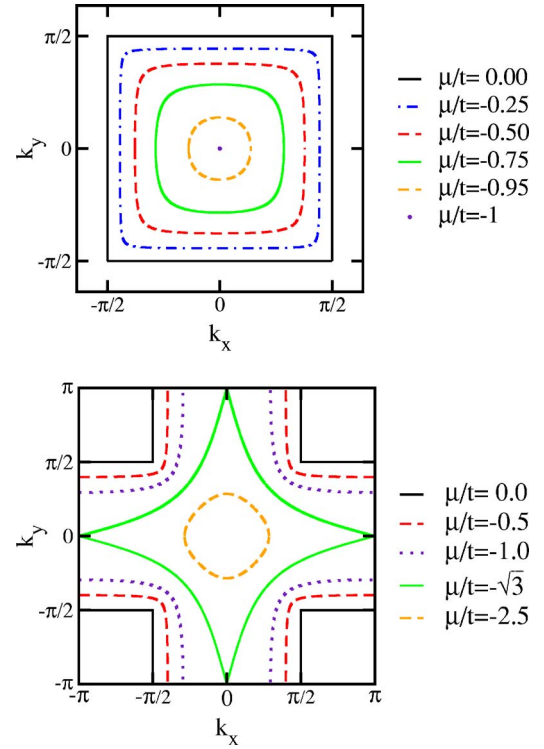 π/2
k_y
0
-π/2
-π/2
0
π/2
k_x
μ/t= 0.00
μ/t=-0.25
μ/t=-0.50
μ/t=-0.75
μ/t=-0.95
μ/t=-1
π
π/2
k_y
0
-π/2
-π
-π
-π/2
0
π/2
π
k_x
μ/t= 0.0
μ/t=-0.5
μ/t=-1.0
μ/t=-√3
μ/t=-2.5